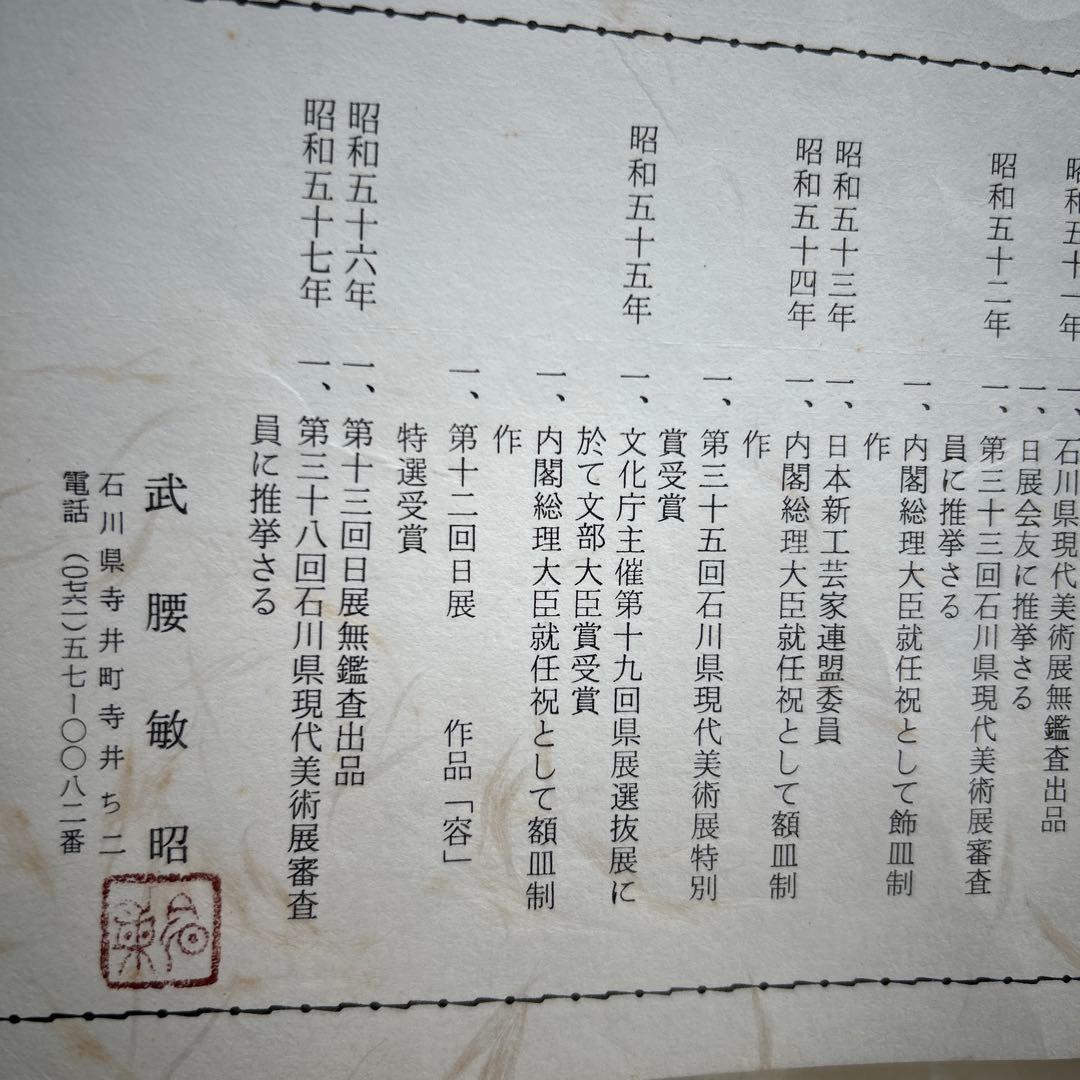 昭和五十一年
一、石川県現代美術展無鑑査出品
一、日展会友に推挙さる
昭和五十二年 一、第三十三回石川県現代美術展審査
員に推挙さる
一、内閣総理大臣就任祝として飾皿制
作
昭和五十三年 一、日本新工芸家連盟委員
昭和五十四年 一、内閣総理大臣就任祝として額皿制
作
一、第三十五回石川県現代美術展特別
賞受賞
昭和五十五年 一、文化庁主催第十九回県展選抜展に
於て文部大臣賞受賞
一、内閣総理大臣就任祝として額皿制
作
一、第十二回日展 作品「容」
特選受賞
昭和五十六年 一、第十三回日展無鑑査出品
昭和五十七年 一、第三十八回石川県現代美術展審査
員に推挙さる
武腰敏昭
石川県寺井町寺井ち二
電話(〇七六一)五七ー〇〇八二番